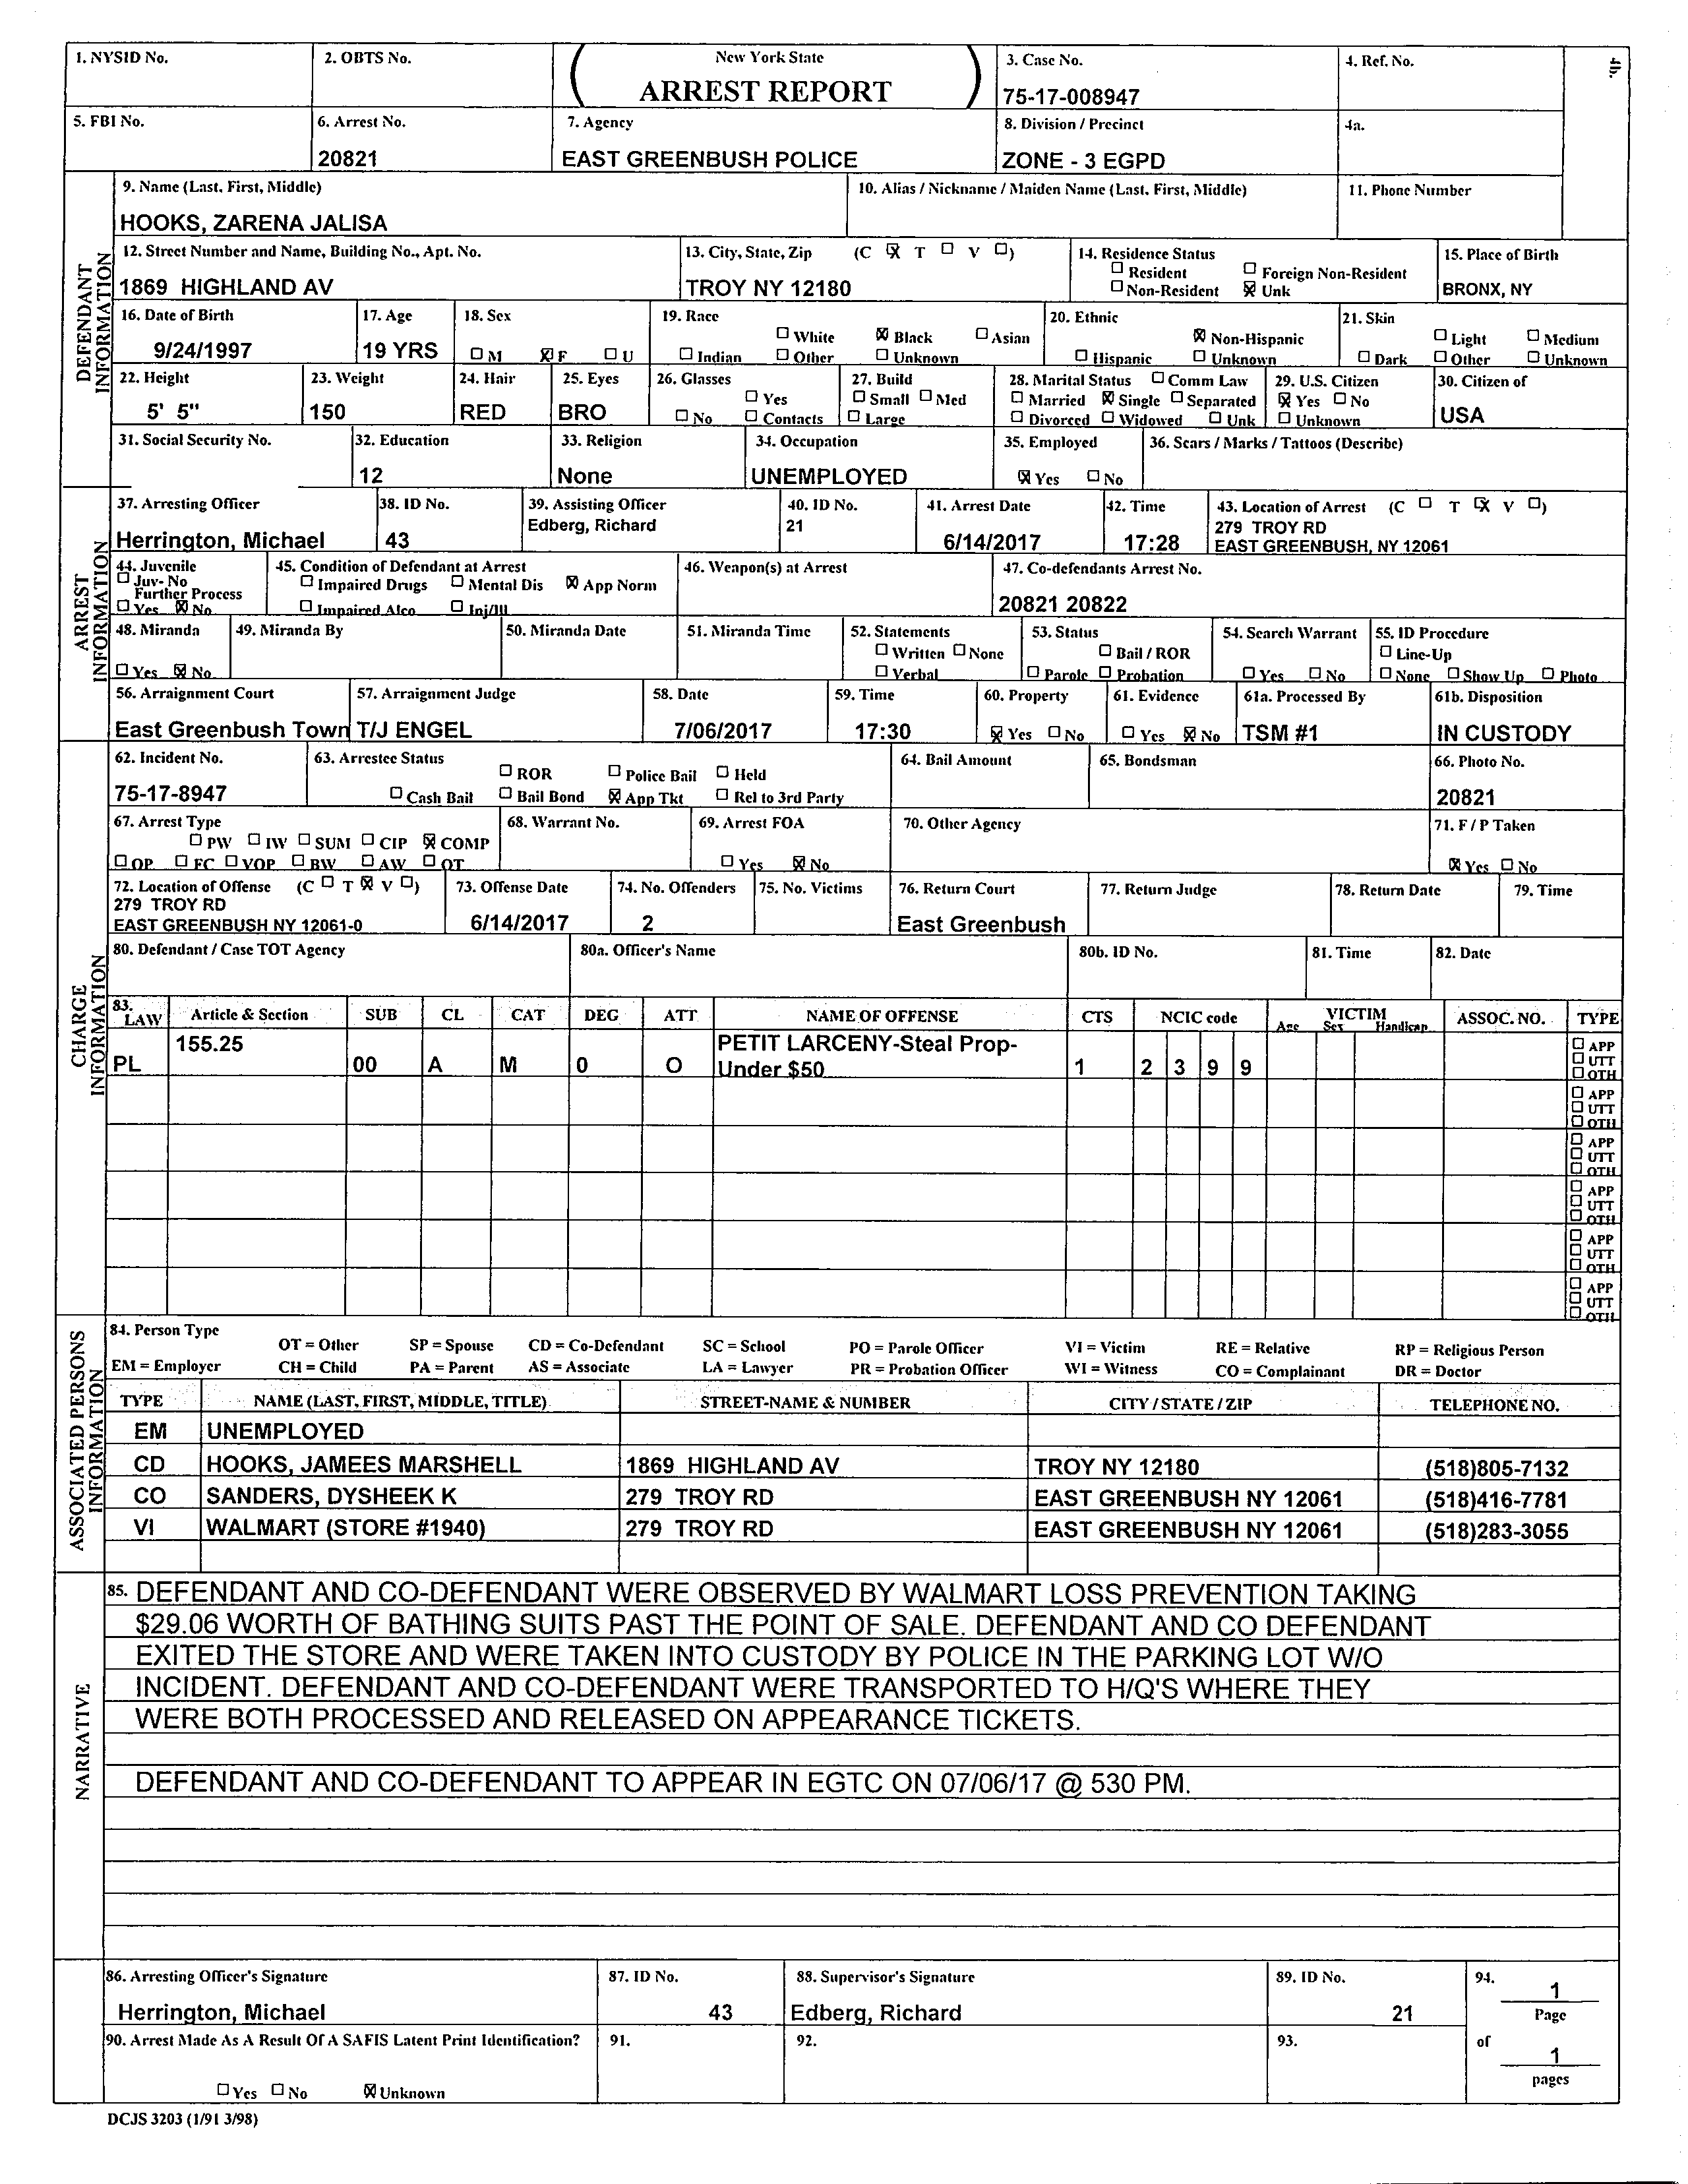 1. NYSID No.
2. OBTS No.
New York State
ARREST REPORT
3. Case No.
75-17-008947
4. Ref. No.
4b.
5. FBI No.
6. Arrest No.
20821
7. Agency
EAST GREENBUSH POLICE
8. Division / Precinct
ZONE - 3 EGPD
4a.
DEFENDANT INFORMATION
9. Name (Last, First, Middle)
HOOKS, ZARENA JALISA
10. Alias / Nickname / Maiden Name (Last, First, Middle)
11. Phone Number
12. Street Number and Name, Building No., Apt. No.
1869 HIGHLAND AV
13. City, State, Zip (C ☒ T ☐ V ☐)
TROY NY 12180
14. Residence Status
☐ Resident ☐ Foreign Non-Resident
☐ Non-Resident ☒ Unk
15. Place of Birth
BRONX, NY
16. Date of Birth
9/24/1997
17. Age
19 YRS
18. Sex
☐ M ☒ F ☐ U
19. Race
☐ White ☒ Black ☐ Asian
☐ Indian ☐ Other ☐ Unknown
20. Ethnic
☒ Non-Hispanic
☐ Hispanic ☐ Unknown
21. Skin
☐ Light ☐ Medium
☐ Dark ☐ Other ☐ Unknown
22. Height
5' 5"
23. Weight
150
24. Hair
RED
25. Eyes
BRO
26. Glasses
☐ Yes
☐ No ☐ Contacts
27. Build
☐ Small ☐ Med
☐ Large
28. Marital Status ☐ Comm Law
☐ Married ☒ Single ☐ Separated
☐ Divorced ☐ Widowed ☐ Unk
29. U.S. Citizen
☒ Yes ☐ No
☐ Unknown
30. Citizen of
USA
31. Social Security No.
32. Education
12
33. Religion
None
34. Occupation
UNEMPLOYED
35. Employed
☒ Yes ☐ No
36. Scars / Marks / Tattoos (Describe)
ARREST INFORMATION
37. Arresting Officer
Herrington, Michael
38. ID No.
43
39. Assisting Officer
Edberg, Richard
40. ID No.
21
41. Arrest Date
6/14/2017
42. Time
17:28
43. Location of Arrest (C ☐ T ☒ V ☐)
279 TROY RD
EAST GREENBUSH, NY 12061
44. Juvenile
☐ Juv- No
Further Process
☐ Yes ☒ No
45. Condition of Defendant at Arrest
☐ Impaired Drugs ☐ Mental Dis ☒ App Norm
☐ Impaired Alco ☐ Inj/Ill
46. Weapon(s) at Arrest
47. Co-defendants Arrest No.
20821 20822
48. Miranda
☐ Yes ☒ No
49. Miranda By
50. Miranda Date
51. Miranda Time
52. Statements
☐ Written ☐ None
☐ Verbal
53. Status
☐ Bail / ROR
☐ Parole ☐ Probation
54. Search Warrant
☐ Yes ☐ No
55. ID Procedure
☐ Line-Up
☐ None ☐ Show Up ☐ Photo
56. Arraignment Court
East Greenbush Town
57. Arraignment Judge
T/J ENGEL
58. Date
7/06/2017
59. Time
17:30
60. Property
☒ Yes ☐ No
61. Evidence
☐ Yes ☒ No
61a. Processed By
TSM #1
61b. Disposition
IN CUSTODY
CHARGE INFORMATION
62. Incident No.
75-17-8947
63. Arrestee Status
☐ ROR ☐ Police Bail ☐ Held
☐ Cash Bail ☐ Bail Bond ☒ App Tkt ☐ Rel to 3rd Party
64. Bail Amount
65. Bondsman
66. Photo No.
20821
67. Arrest Type
☐ PW ☐ IW ☐ SUM ☐ CIP ☒ COMP
☐ OP ☐ FC ☐ VOP ☐ BW ☐ AW ☐ OT
68. Warrant No.
69. Arrest FOA
☐ Yes ☒ No
70. Other Agency
71. F / P Taken
☒ Yes ☐ No
72. Location of Offense (C ☐ T ☒ V ☐)
279 TROY RD
EAST GREENBUSH NY 12061-0
73. Offense Date
6/14/2017
74. No. Offenders
2
75. No. Victims
76. Return Court
East Greenbush
77. Return Judge
78. Return Date
79. Time
80. Defendant / Case TOT Agency
80a. Officer's Name
80b. ID No.
81. Time
82. Date
83. LAW Article & Section SUB CL CAT DEG ATT NAME OF OFFENSE CTS NCIC code VICTIM Age Sex Handicap ASSOC. NO. TYPE
PL 155.25 00 A M 0 O PETIT LARCENY-Steal Prop-
Under $50 1 2 3 9 9
☐ APP
☐ UTT
☐ OTH
☐ APP
☐ UTT
☐ OTH
☐ APP
☐ UTT
☐ OTH
☐ APP
☐ UTT
☐ OTH
☐ APP
☐ UTT
☐ OTH
☐ APP
☐ UTT
☐ OTH
ASSOCIATED PERSONS INFORMATION
84. Person Type
OT = Other SP = Spouse CD = Co-Defendant SC = School PO = Parole Officer VI = Victim RE = Relative RP = Religious Person
EM = Employer CH = Child PA = Parent AS = Associate LA = Lawyer PR = Probation Officer WI = Witness CO = Complainant DR = Doctor
TYPE NAME (LAST, FIRST, MIDDLE, TITLE) STREET-NAME & NUMBER CITY / STATE / ZIP TELEPHONE NO.
EM UNEMPLOYED
CD HOOKS, JAMEES MARSHELL 1869 HIGHLAND AV TROY NY 12180 (518)805-7132
CO SANDERS, DYSHEEK K 279 TROY RD EAST GREENBUSH NY 12061 (518)416-7781
VI WALMART (STORE #1940) 279 TROY RD EAST GREENBUSH NY 12061 (518)283-3055
NARRATIVE
85. DEFENDANT AND CO-DEFENDANT WERE OBSERVED BY WALMART LOSS PREVENTION TAKING
$29.06 WORTH OF BATHING SUITS PAST THE POINT OF SALE. DEFENDANT AND CO DEFENDANT
EXITED THE STORE AND WERE TAKEN INTO CUSTODY BY POLICE IN THE PARKING LOT W/O
INCIDENT. DEFENDANT AND CO-DEFENDANT WERE TRANSPORTED TO H/Q'S WHERE THEY
WERE BOTH PROCESSED AND RELEASED ON APPEARANCE TICKETS.
DEFENDANT AND CO-DEFENDANT TO APPEAR IN EGTC ON 07/06/17 @ 530 PM.
86. Arresting Officer's Signature
Herrington, Michael
87. ID No.
43
88. Supervisor's Signature
Edberg, Richard
89. ID No.
21
94.
1
Page
of
1
pages
90. Arrest Made As A Result Of A SAFIS Latent Print Identification?
☐ Yes ☐ No ☒ Unknown
91.
92.
93.
DCJS 3203 (1/91 3/98)